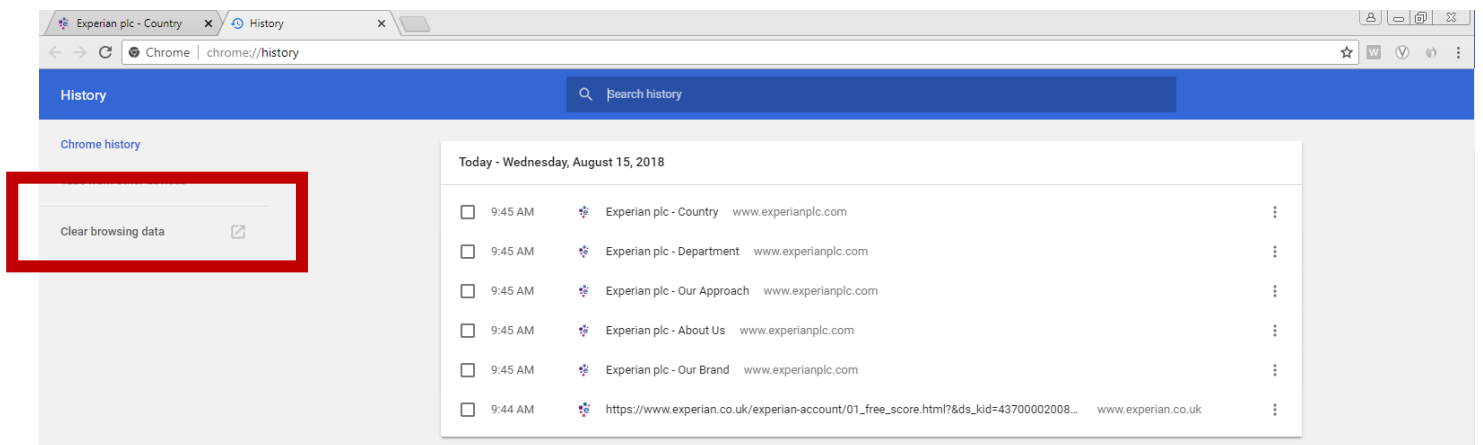 Experian plc - Country
History
Chrome | chrome://history
History
Search history
Chrome history
Clear browsing data
Today - Wednesday, August 15, 2018
9:45 AM Experian plc - Country www.experianplc.com
9:45 AM Experian plc - Department www.experianplc.com
9:45 AM Experian plc - Our Approach www.experianplc.com
9:45 AM Experian plc - About Us www.experianplc.com
9:45 AM Experian plc - Our Brand www.experianplc.com
9:44 AM https://www.experian.co.uk/experian-account/01_free_score.html?&ds_kid=43700002008... www.experian.co.uk